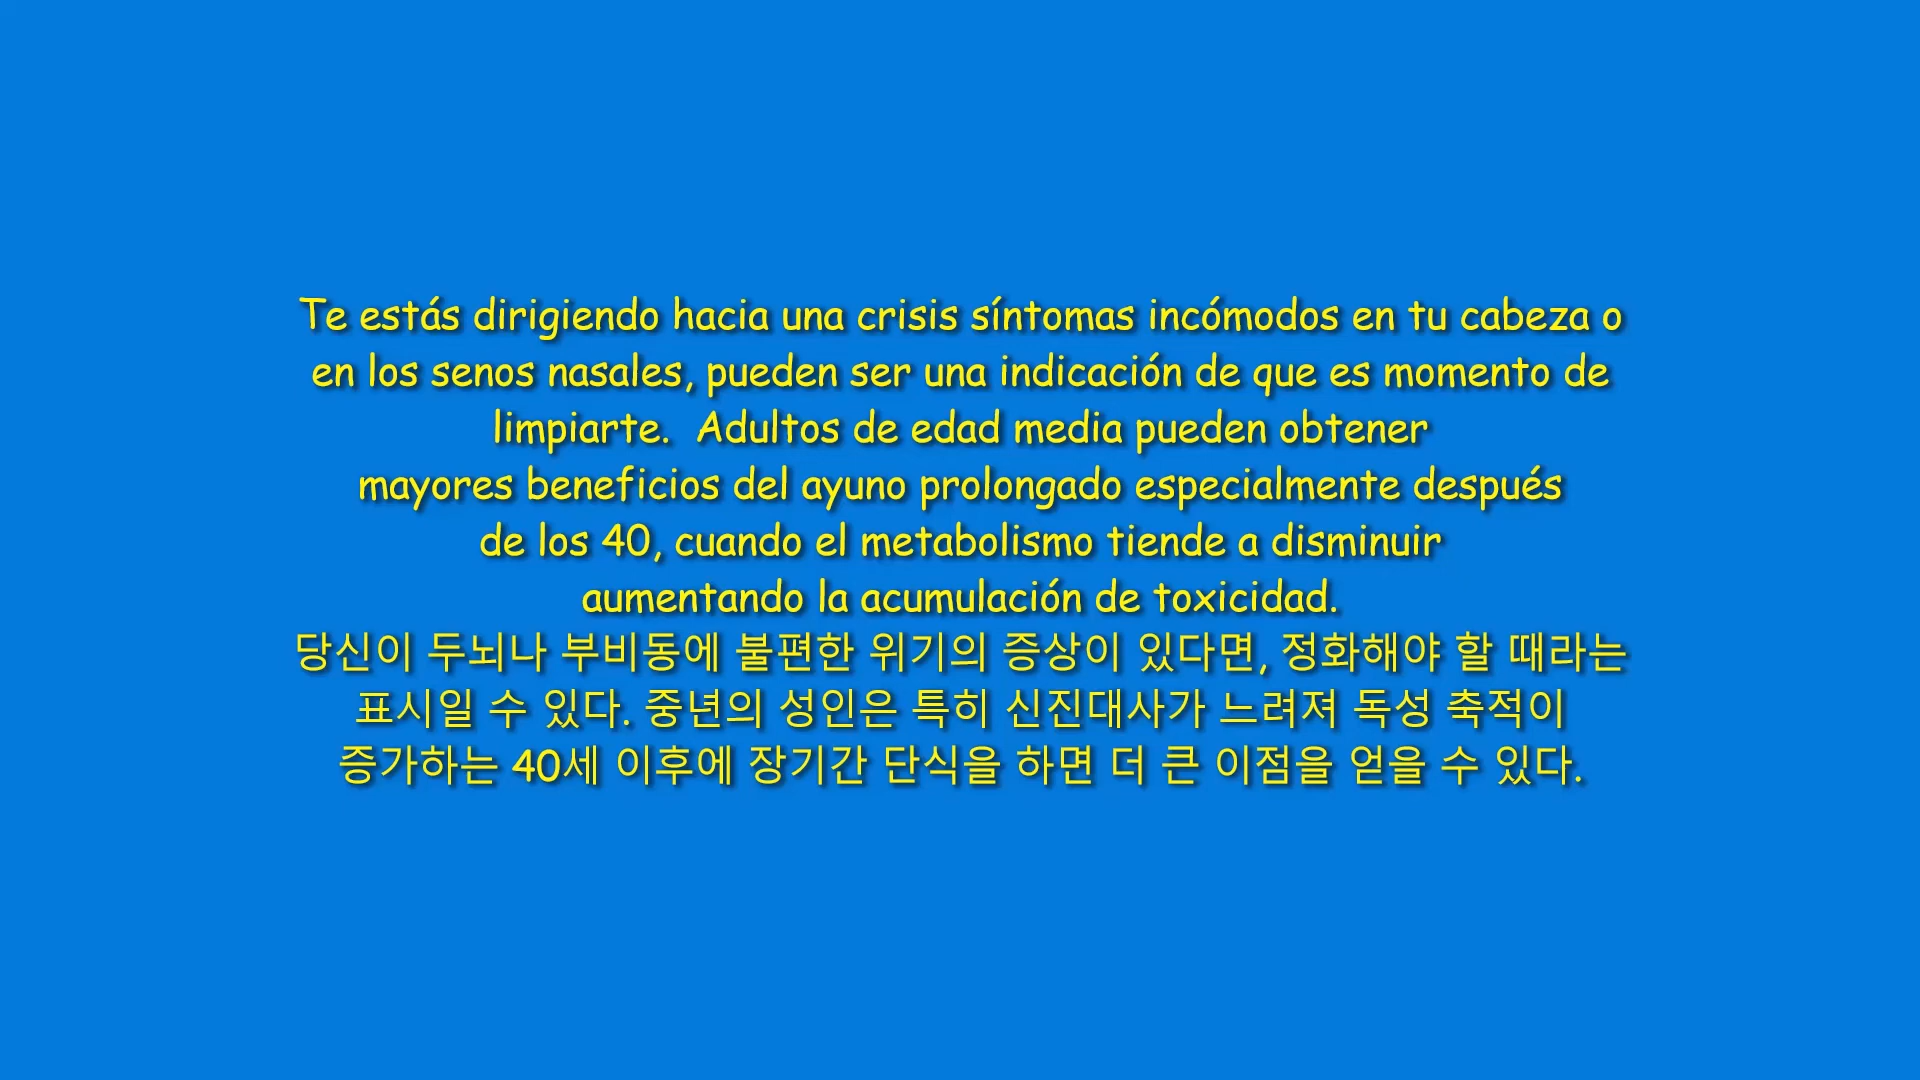 Te estás dirigiendo hacia una crisis síntomas incómodos en tu cabeza o
en los senos nasales, pueden ser una indicación de que es momento de
limpiarte.  Adultos de edad media pueden obtener
mayores beneficios del ayuno prolongado especialmente después
de los 40, cuando el metabolismo tiende a disminuir
aumentando la acumulación de toxicidad.
당신이 두뇌나 부비동에 불편한 위기의 증상이 있다면, 정화해야 할 때라는
표시일 수 있다. 중년의 성인은 특히 신진대사가 느려져 독성 축적이
증가하는 40세 이후에 장기간 단식을 하면 더 큰 이점을 얻을 수 있다.